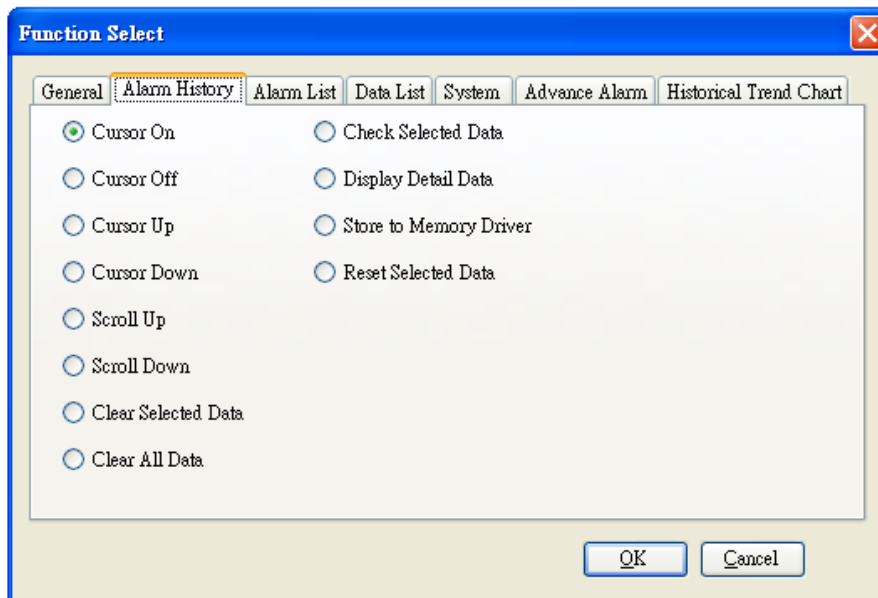 Function Select
General Alarm History Alarm List Data List System Advance Alarm Historical Trend Chart
Cursor On Check Selected Data
Cursor Off Display Detail Data
Cursor Up Store to Memory Driver
Cursor Down Reset Selected Data
Scroll Up
Scroll Down
Clear Selected Data
Clear All Data
OK Cancel